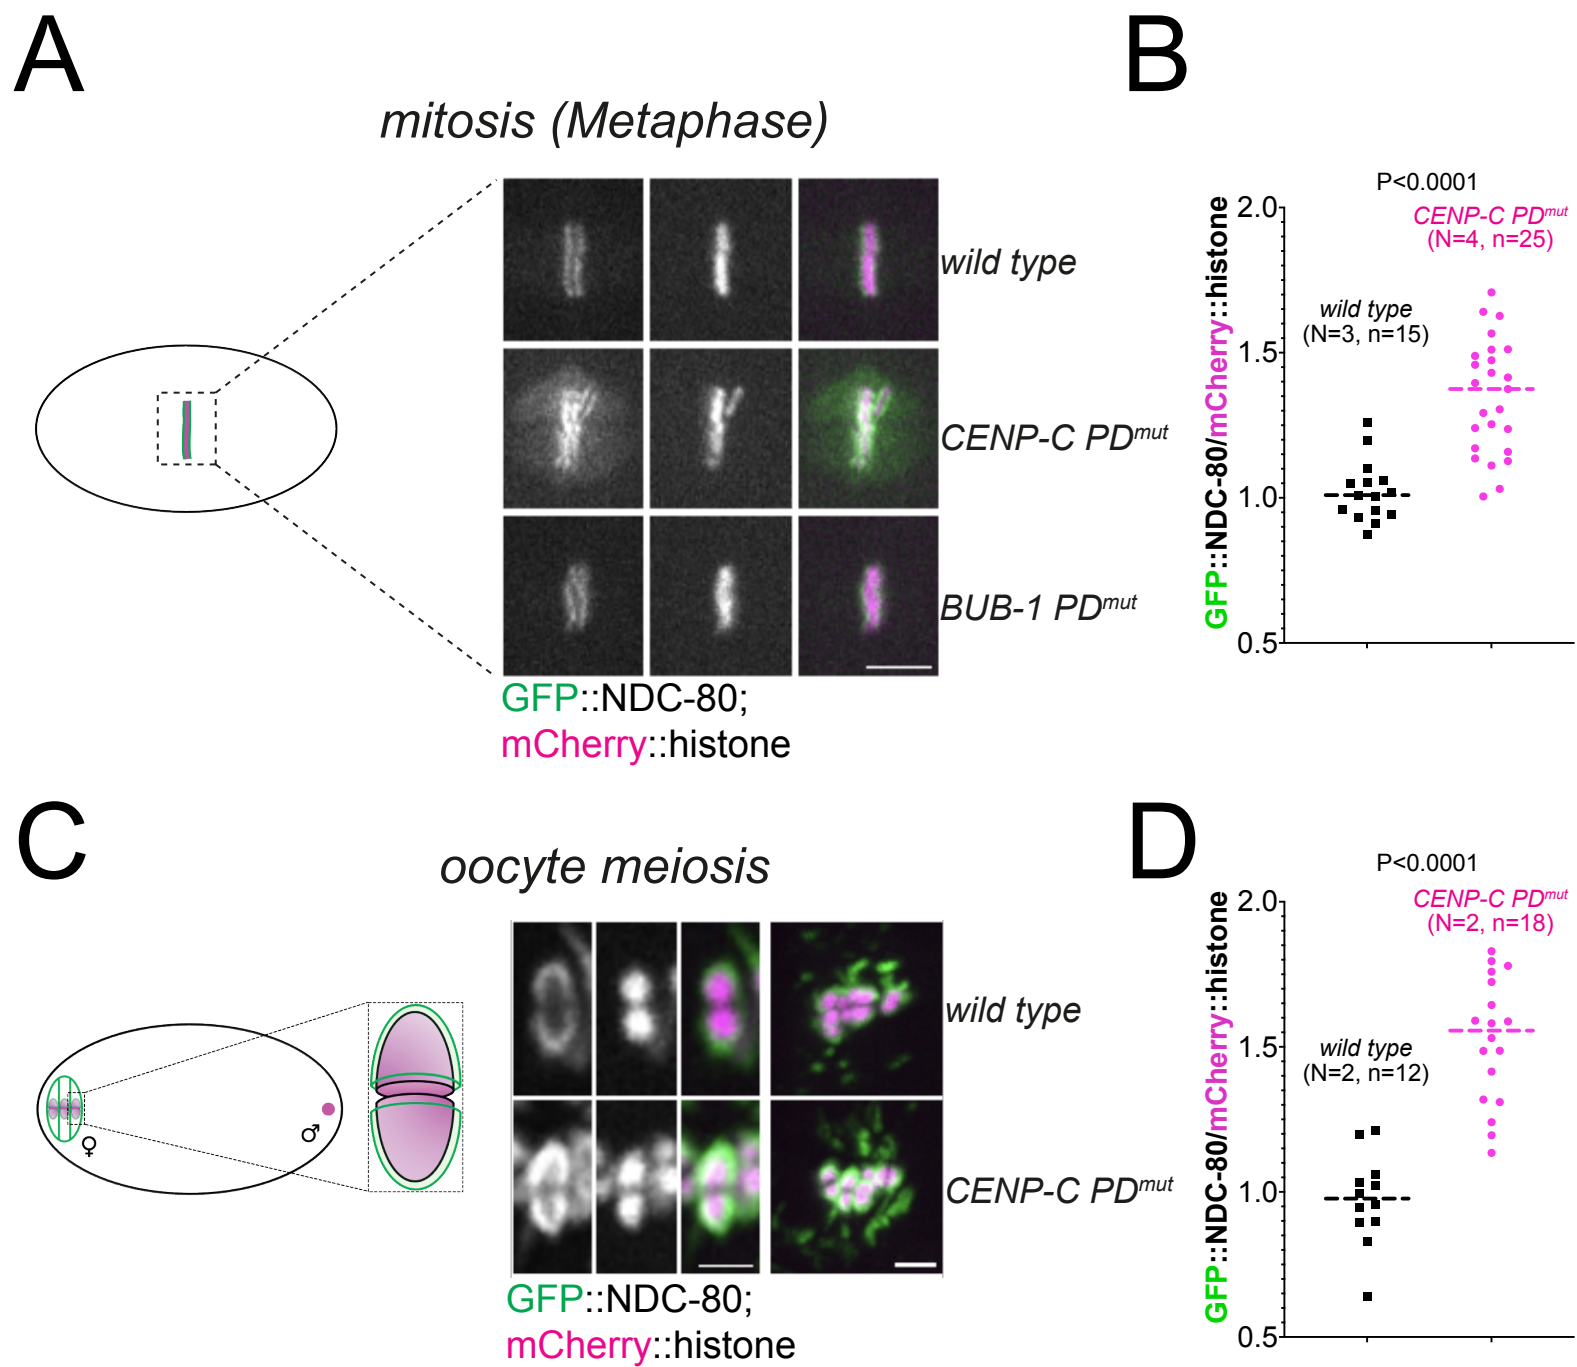 A
mitosis (Metaphase)
wild type
CENP-C PDmut
BUB-1 PDmut
GFP::NDC-80;
mCherry::histone
B
P<0.0001
CENP-C PDmut
(N=4, n=25)
wild type
(N=3, n=15)
GFP::NDC-80/mCherry::histone
2.0
1.5
1.0
0.5
C
oocyte meiosis
♀
♂
wild type
CENP-C PDmut
GFP::NDC-80;
mCherry::histone
D
P<0.0001
CENP-C PDmut
(N=2, n=18)
wild type
(N=2, n=12)
GFP::NDC-80/mCherry::histone
2.0
1.5
1.0
0.5